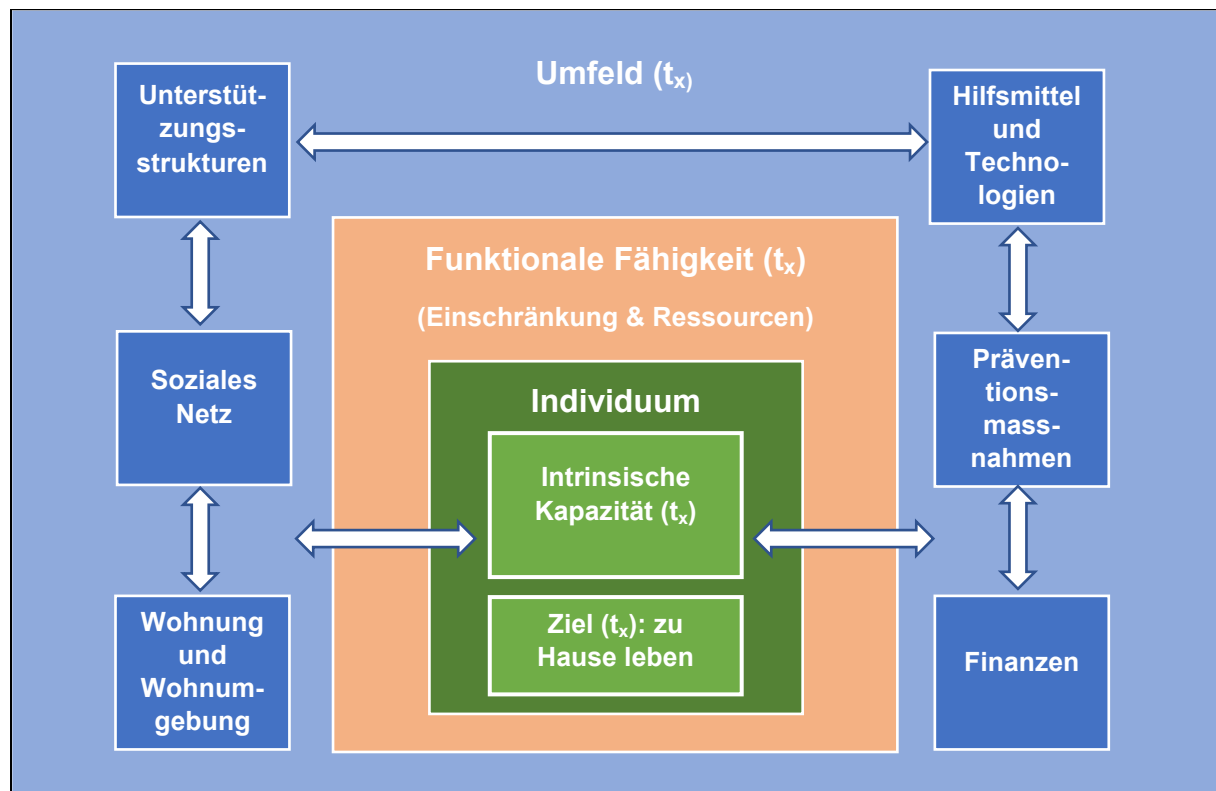 Umfeld (tx)
Unterstüt-
zungs-
strukturen
Hilfsmittel
und
Techno-
logien
Funktionale Fähigkeit (tx)
(Einschränkung & Ressourcen)
Soziales
Netz
Präven-
tions-
mass-
nahmen
Individuum
Intrinsische
Kapazität (tx)
Ziel (tx): zu
Hause leben
Wohnung
und
Wohnum-
gebung
Finanzen